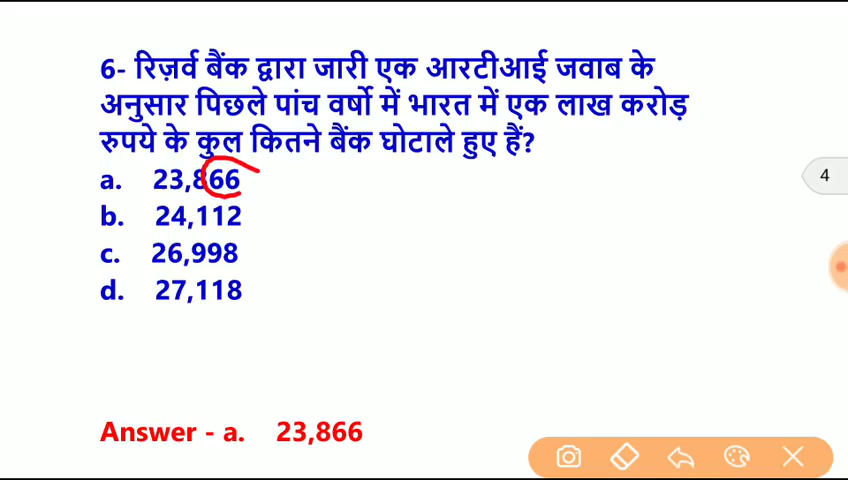 6- रिज़र्व बैंक द्वारा जारी एक आरटीआई जवाब के
अनुसार पिछले पांच वर्षो में भारत में एक लाख करोड़
रुपये के कुल कितने बैंक घोटाले हुए हैं?
a. 23,866
b. 24,112
c. 26,998
d. 27,118
4
Answer - a. 23,866